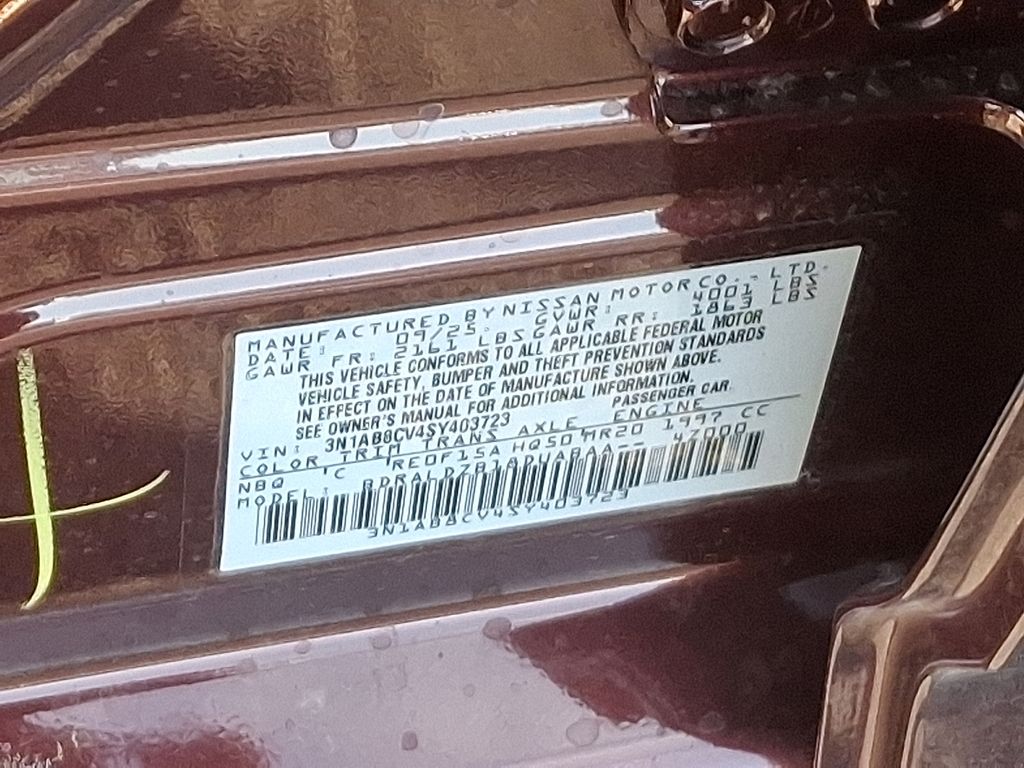 MANUFACTURED BY NISSAN MOTOR CO., LTD.
DATE: 09/25 GVWR: 4001 LBS
GAWR FR: 2161 LBS GAWR RR: 1863 LBS
THIS VEHICLE CONFORMS TO ALL APPLICABLE FEDERAL MOTOR
VEHICLE SAFETY, BUMPER AND THEFT PREVENTION STANDARDS
IN EFFECT ON THE DATE OF MANUFACTURE SHOWN ABOVE.
SEE OWNER'S MANUAL FOR ADDITIONAL INFORMATION.
VIN: 3N1AB8CV4SY403723 PASSENGER CAR
COLOR TRIM TRANS AXLE ENGINE
NBQ C RE0F15A HQ50 MR20 1997 CC
MODEL: 47000
3N1AB8CV4SY403723